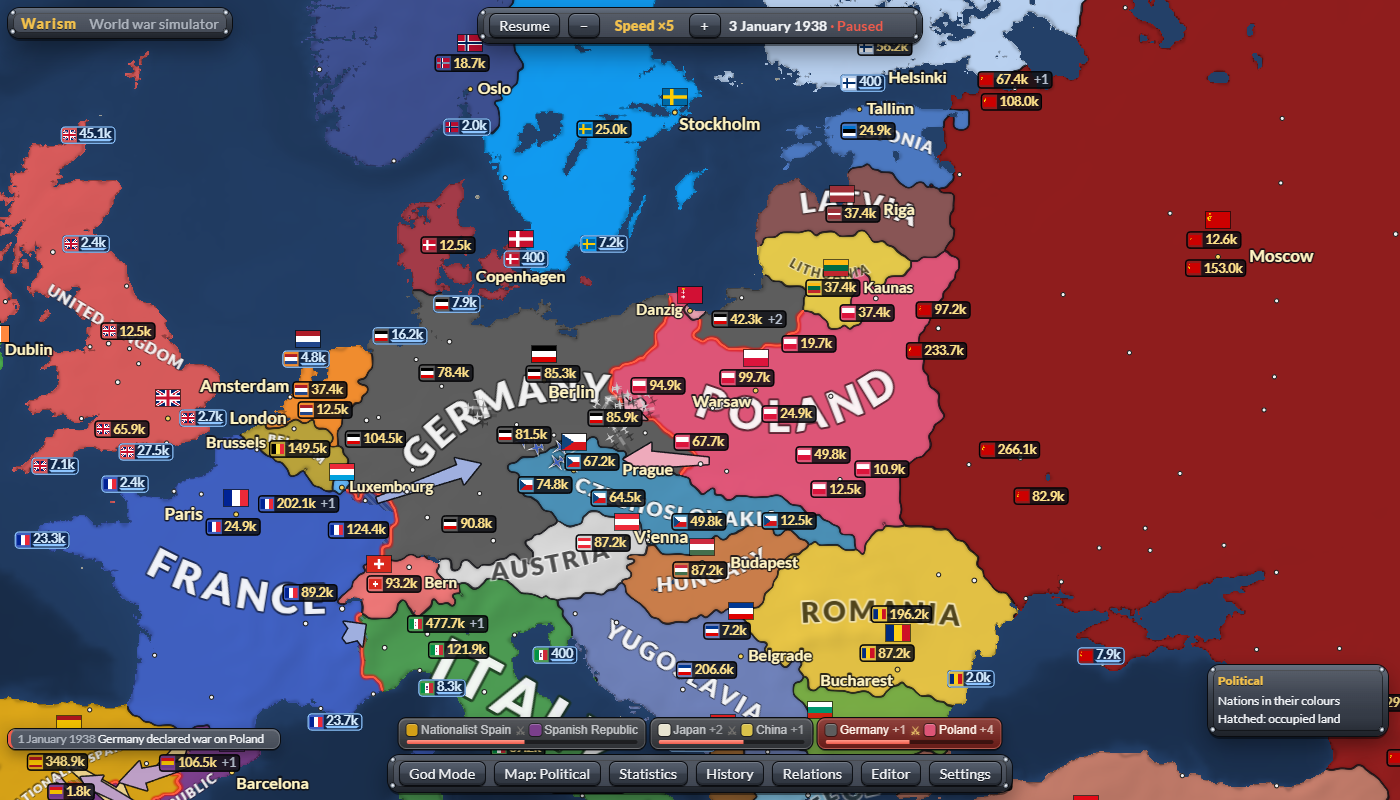 Warism World war simulator
Resume − Speed ×5 + 3 January 1938 · Paused
56.2k
18.7k
Oslo
400 Helsinki
67.4k +1
108.0k
Tallinn
Stockholm
45.1k
2.0k
25.0k
24.9k
LATVIA
37.4k Riga
12.6k
Moscow
153.0k
2.4k
12.5k
400
7.2k
Copenhagen
LITHUANIA
37.4k Kaunas
UNITED KINGDOM
7.9k
Danzig
42.3k +2
37.4k
97.2k
12.5k
16.2k
19.7k
233.7k
Dublin
4.8k
78.4k
85.3k
Berlin
GERMANY
94.9k
99.7k
Warsaw
POLAND
Amsterdam
37.4k
12.5k
2.7k London
85.9k
24.9k
65.9k
Brussels
149.5k
104.5k
81.5k
67.7k
27.5k
7.1k
67.2k
Prague
49.8k
266.1k
10.9k
2.4k
Luxembourg
74.8k
64.5k
12.5k
82.9k
Paris
202.1k +1
24.9k
124.4k
90.8k
49.8k
12.5k
23.3k
87.2k
Vienna
AUSTRIA
Budapest
87.2k
HUNGARY
FRANCE
89.2k
93.2k Bern
ROMANIA
196.2k
477.7k +1
7.2k
YUGOSLAVIA
121.9k
400
206.6k
Belgrade
87.2k
7.9k
8.3k
Bucharest
2.0k
Political
Nations in their colours
Hatched: occupied land
23.7k
Nationalist Spain Spanish Republic
Japan +2 China +1
Germany +1 Poland +4
1 January 1938 Germany declared war on Poland
348.9k
106.5k +1
1.8k
Barcelona
God Mode Map: Political Statistics History Relations Editor Settings